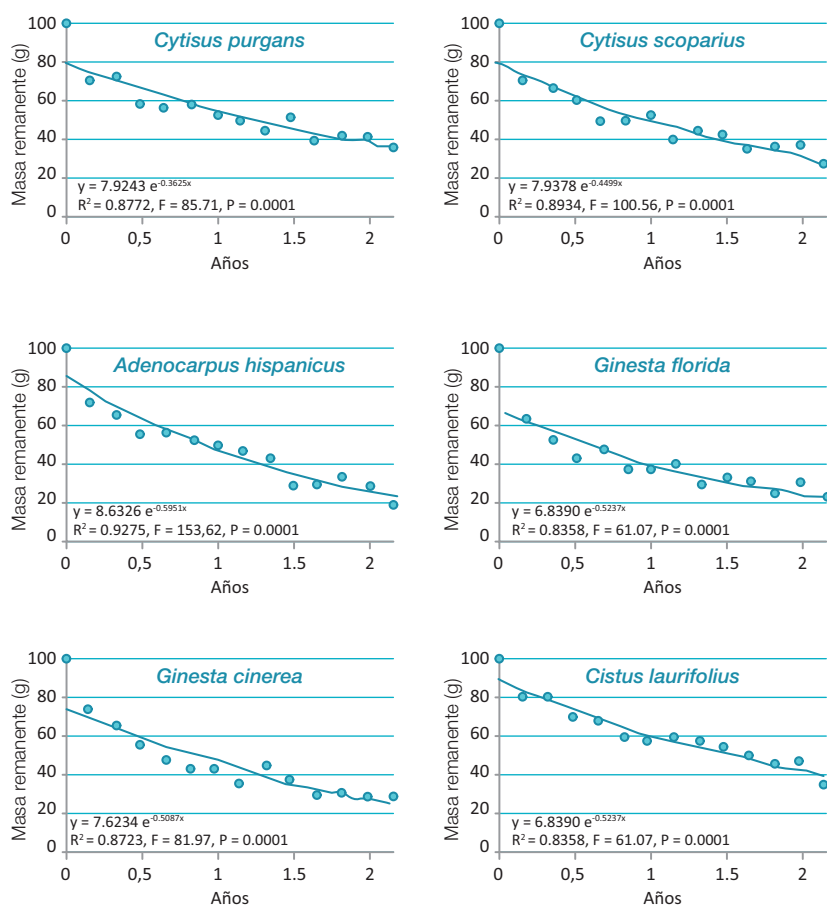 Cytisus purgans
Masa remanente (g)
100
80
60
40
20
0
y = 7.9243 e-0.3625x
R2 = 0.8772, F = 85.71, P = 0.0001
0 0,5 1 1.5 2
Años
Cytisus scoparius
Masa remanente (g)
100
80
60
40
20
0
y = 7.9378 e-0.4499x
R2 = 0.8934, F = 100.56, P = 0.0001
0 0,5 1 1.5 2
Años
Adenocarpus hispanicus
Masa remanente (g)
100
80
60
40
20
0
y = 8.6326 e-0.5951x
R2 = 0.9275, F = 153,62, P = 0.0001
0 0,5 1 1.5 2
Años
Ginesta florida
Masa remanente (g)
100
80
60
40
20
0
y = 6.8390 e-0.5237x
R2 = 0.8358, F = 61.07, P = 0.0001
0 0,5 1 1.5 2
Años
Ginesta cinerea
Masa remanente (g)
100
80
60
40
20
0
y = 7.6234 e-0.5087x
R2 = 0.8723, F = 81.97, P = 0.0001
0 0,5 1 1.5 2
Años
Cistus laurifolius
Masa remanente (g)
100
80
60
40
20
0
y = 6.8390 e-0.5237x
R2 = 0.8358, F = 61.07, P = 0.0001
0 0,5 1 1.5 2
Años